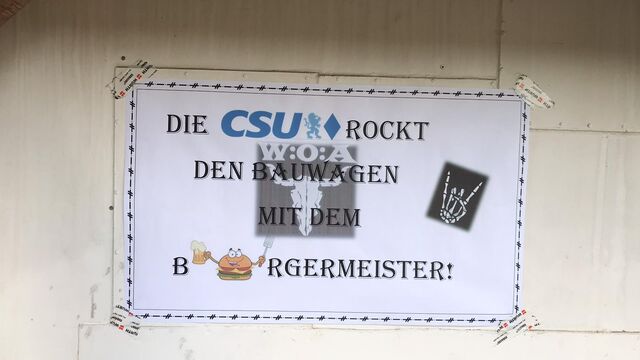 DIE CSU ROCKT
W:O:A
DEN BAUWAGEN
MIT DEM
B RGERMEISTER!